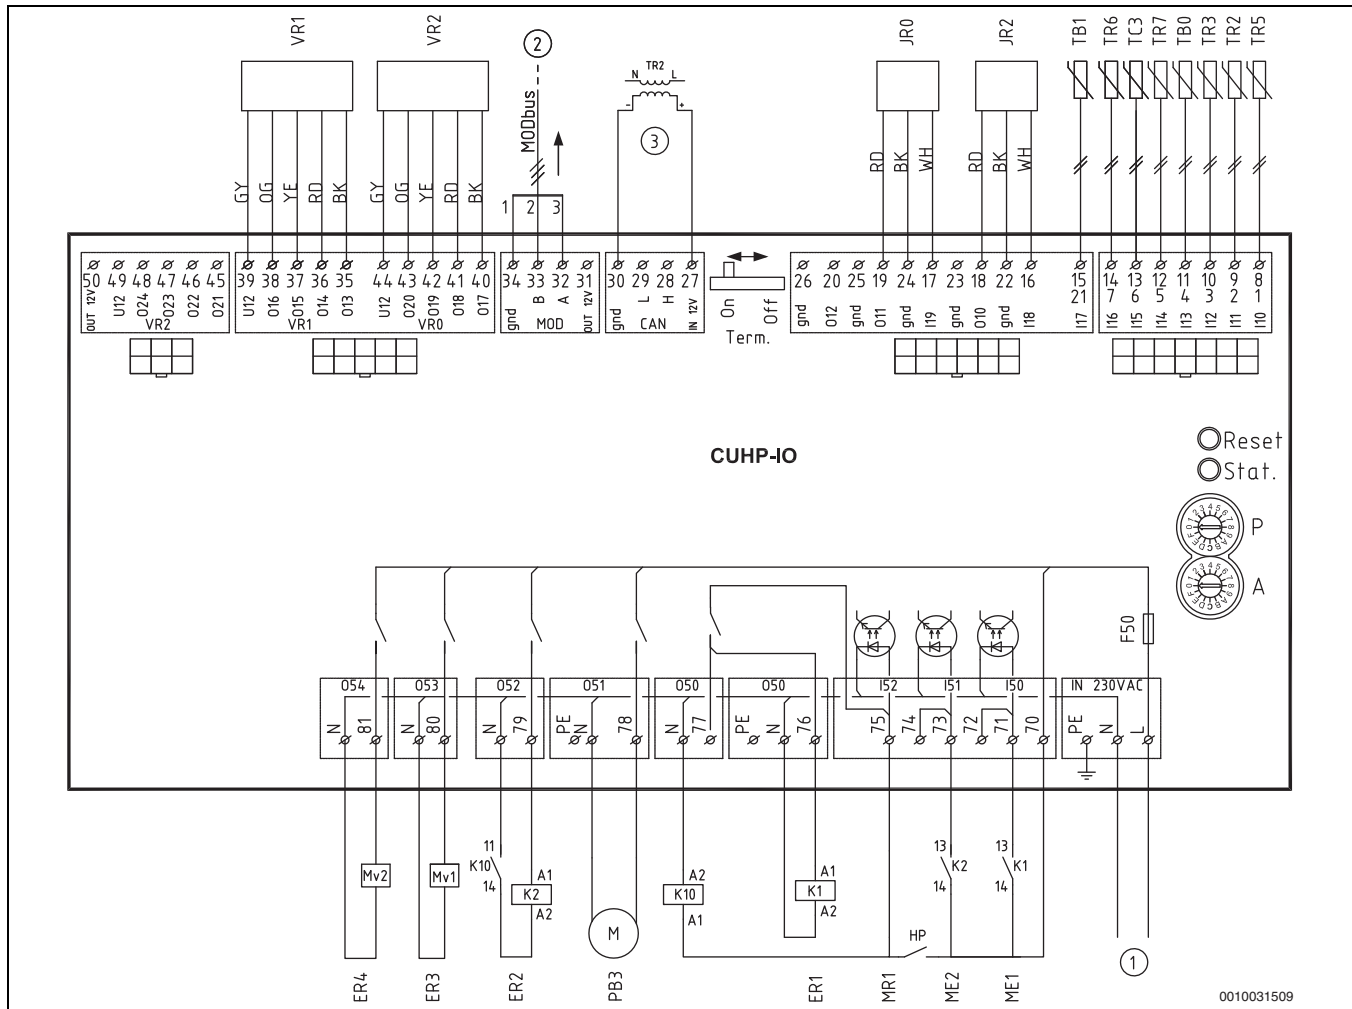 VR1 VR2 2 JR0 JR2 TB1 TR6 TC3 TR7 TB0 TR3 TR2 TR5
MODbus
N TR2 L
- +
3
GY OG YE RD BK GY OG YE RD BK
1 2 3
RD BK WH RD BK WH
50 49 48 47 46 45
OUT 12V U12 O24 O23 O22 O21
VR2
39 38 37 36 35 44 43 42 41 40
U12 O16 O15 O14 O13 U12 O20 O19 O18 O17
VR1 VR0
34 33 32 31
gnd B A OUT 12V
MOD
30 29 28 27
gnd L H IN 12V
CAN
On Off
Term.
26 20 25 19 24 17 23 18 22 16 15
21
gnd O12 gnd O11 gnd I19 gnd O10 gnd I18 I17
14 13 12 11 10 9 8
7 6 5 4 3 2 1
I16 I15 I14 I13 I12 I11 I10
CUHP-IO
Reset
Stat.
P
A
F50
O54 O53 O52 O51 O50 O50 I52 I51 I50 IN 230VAC
N 81 N 80 N 79 PE N 78 N 77 PE N 76 75 74 73 72 71 70 PE N L
Mv2
Mv1
11
K10
14
A1
K2
A2
M
A2
K10
A1
A1
K1
A2
HP
13
K2
14
13
K1
14
1
ER4 ER3 ER2 PB3 ER1 MR1 ME2 ME1
0010031509